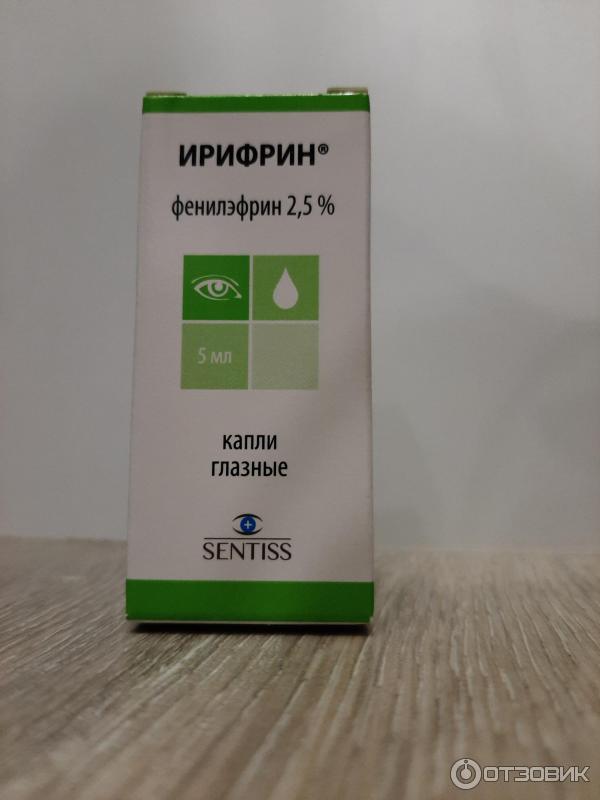 ИРИФРИН®
фенилэфрин 2,5 %
5 мл
капли
глазные
SENTISS
ОТЗОВИК